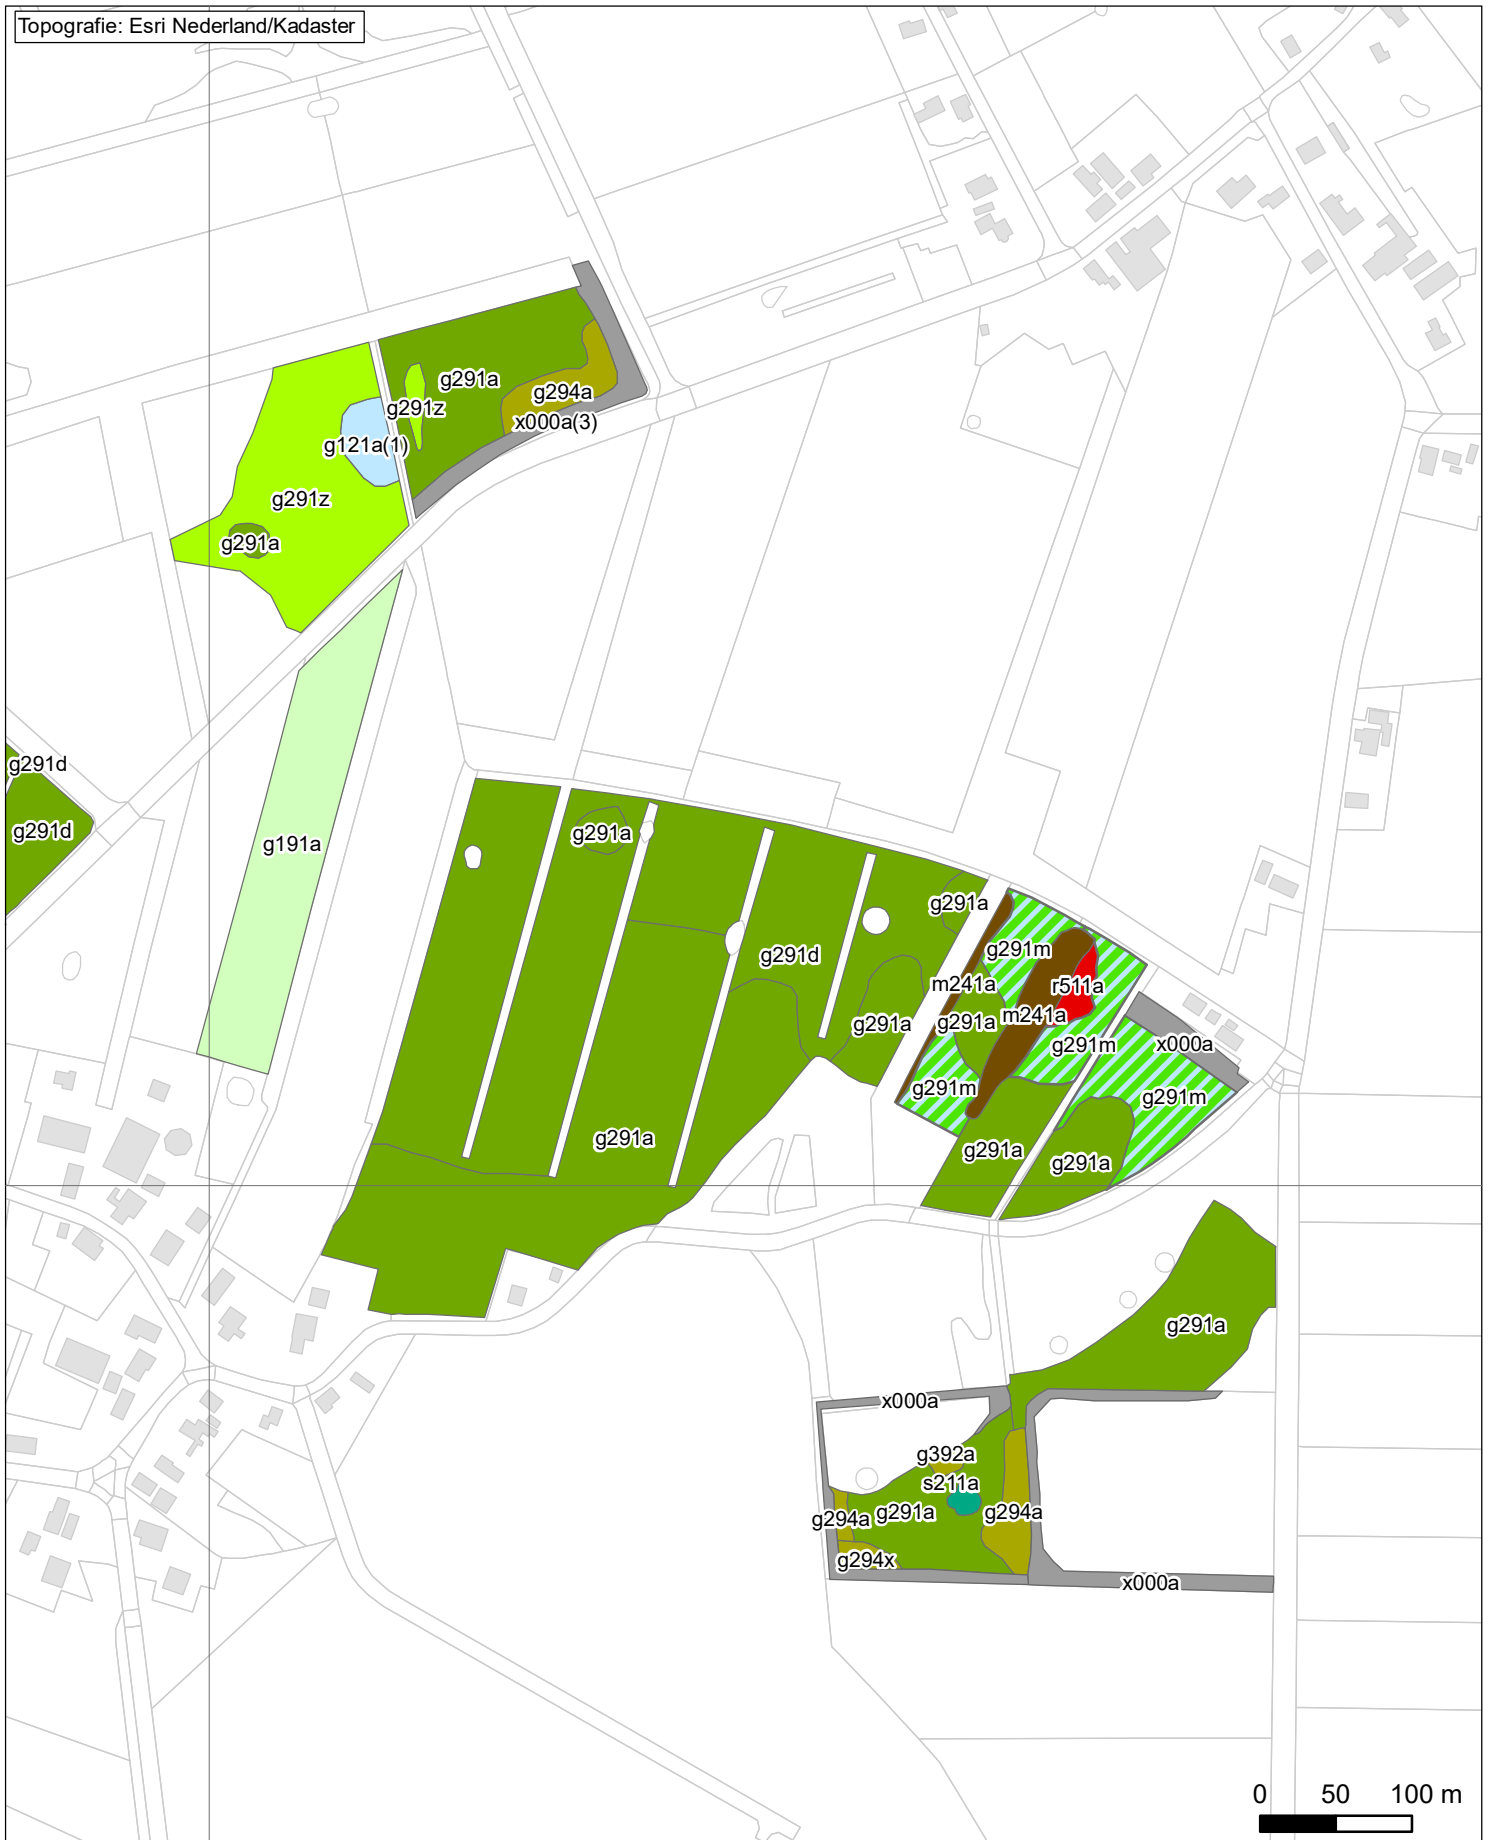 Topografie: Esri Nederland/Kadaster
g291a
g294a
g291z
x000a(3)
g121a(1)
g291z
g291a
g291d
g291d
g291a
g191a
g291a
g291m
g291d
m241a
r511a
m241a
g291a
g291a
g291m
x000a
g291m
g291m
g291a
g291a
g291a
g291a
x000a
g392a
s211a
g294a
g291a
g294a
g294x
x000a
0 50 100 m